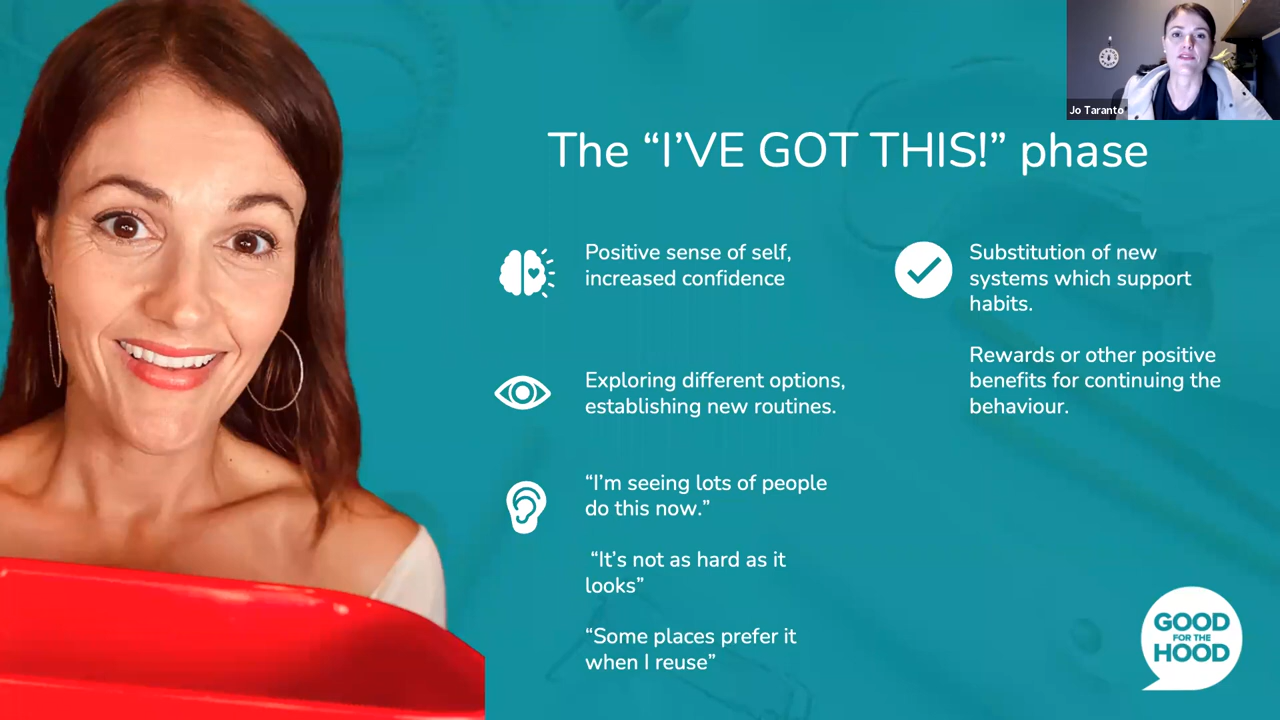 Jo Taranto
The “I’VE GOT THIS!” phase
Positive sense of self,
increased confidence
Exploring different options,
establishing new routines.
“I’m seeing lots of people
do this now.”
“It’s not as hard as it
looks”
“Some places prefer it
when I reuse”
Substitution of new
systems which support
habits.
Rewards or other positive
benefits for continuing the
behaviour.
GOOD
FOR THE
HOOD